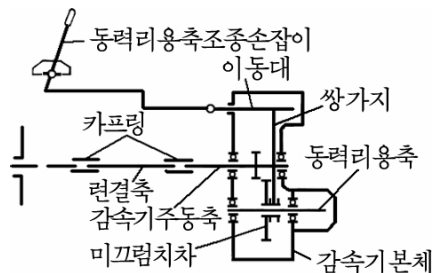 동력리용축조종손잡이
이동대
쌍가지
카프링
동력리용축
련결축
감속기주동축
미끄럼치차
감속기본체